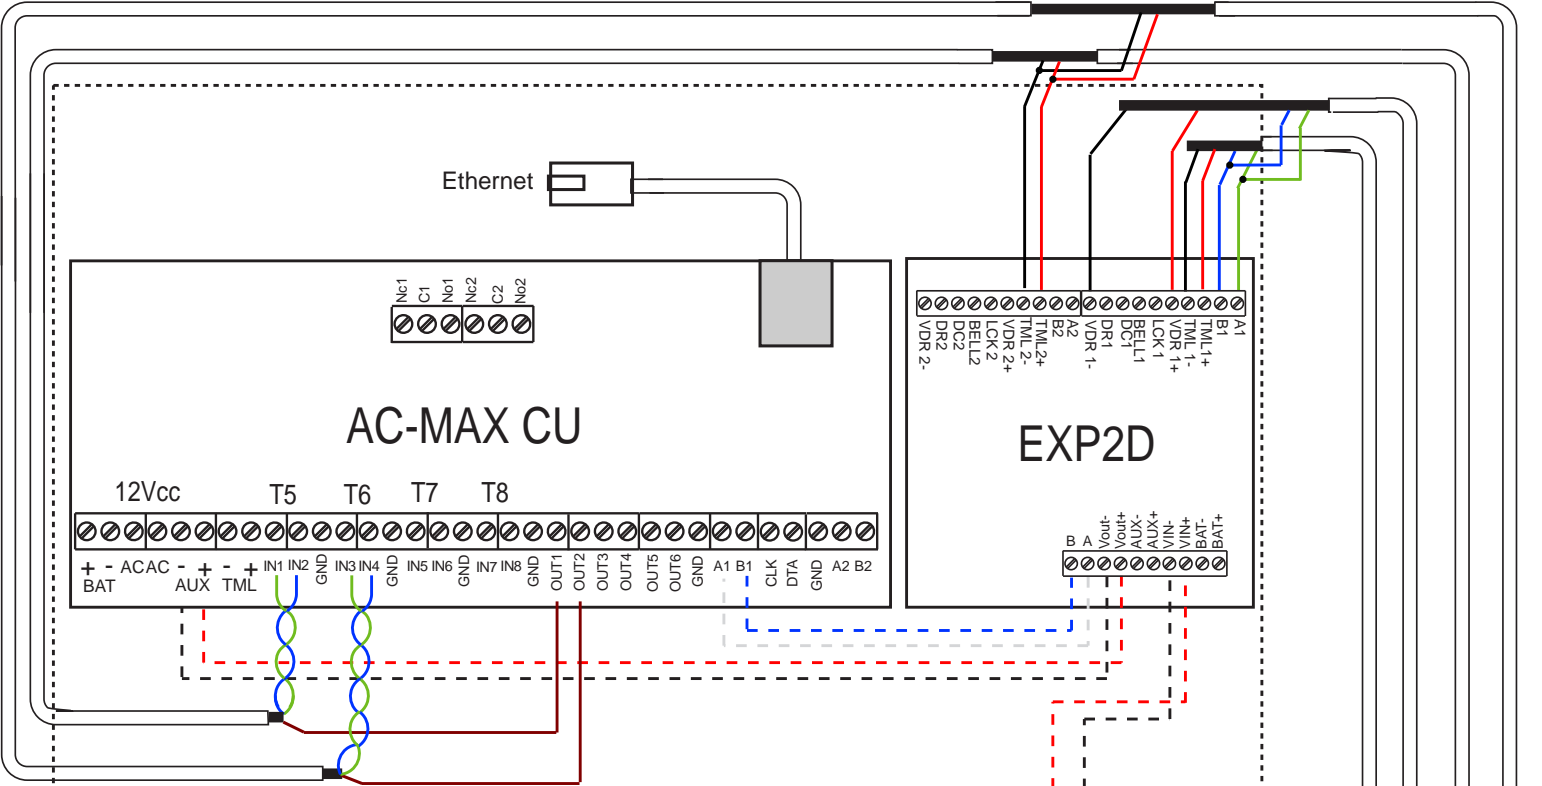 Ethernet
Nc1 C1 No1 Nc2 C2 No2
VDR 2- DR2 DC2 BELL2 LCK 2 VDR 2+ TML 2- TML2+ B2 A2 VDR 1- DR1 DC1 BELL1 LCK 1 VDR 1+ TML 1- TML1+ B1 A1
AC-MAX CU
EXP2D
12Vcc T5 T6 T7 T8
B A Vout- Vout+ AUX- AUX+ VIN- VIN+ BAT- BAT+
+ - AC AC - + - + IN1 IN2 GND IN3 IN4 GND IN5 IN6 GND IN7 IN8 GND OUT1 OUT2 OUT3 OUT4 OUT5 OUT6 GND A1 B1 CLK DTA GND A2 B2
BAT AUX TML